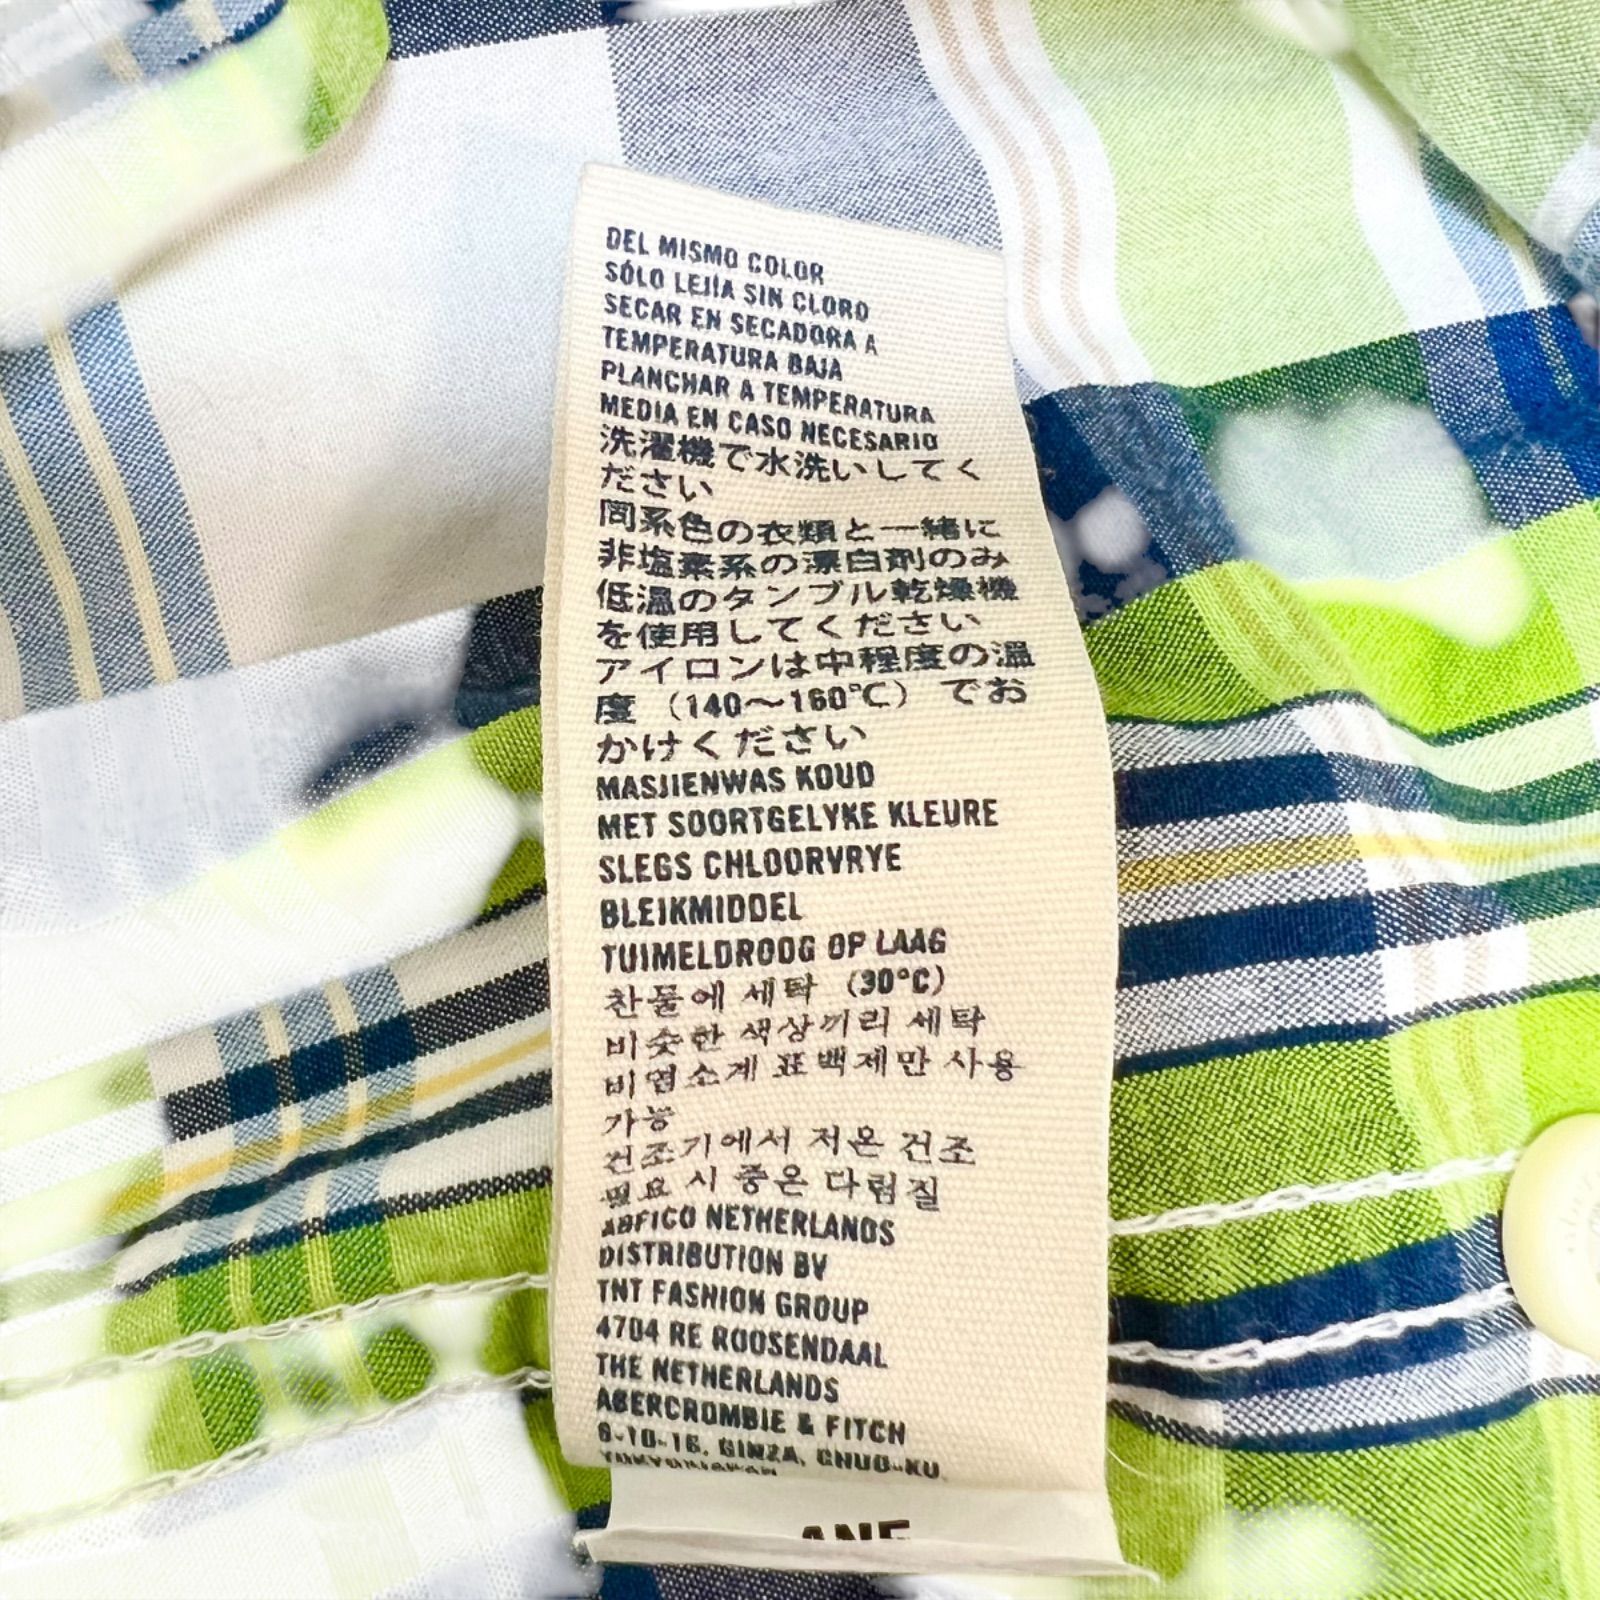 DEL MISMO COLOR
SÓLO LEJÍA SIN CLORO
SECAR EN SECADORA A
TEMPERATURA BAJA
PLANCHAR A TEMPERATURA
MEDIA EN CASO NECESARIO
洗濯機で水洗いしてく
ださい
同系色の衣類と一緒に
非塩素系の漂白剤のみ
低温のタンブル乾燥機
を使用してください
アイロンは中程度の温
度（140～160℃）でお
かけください
MASJIENWAS KOUD
MET SOORTGELYKE KLEURE
SLEGS CHLOORVRYE
BLEIKMIDDEL
TUIMELDROOG OP LAAG
찬물에 세탁 (30°C)
비슷한 색상끼리 세탁
비염소계 표백제만 사용
가능
건조기에서 저온 건조
필요 시 중온 다림질
ABFICO NETHERLANDS
DISTRIBUTION BV
TNT FASHION GROUP
4704 RE ROOSENDAAL
THE NETHERLANDS
ABERCROMBIE & FITCH
6-10-16, GINZA, CHUO-KU,